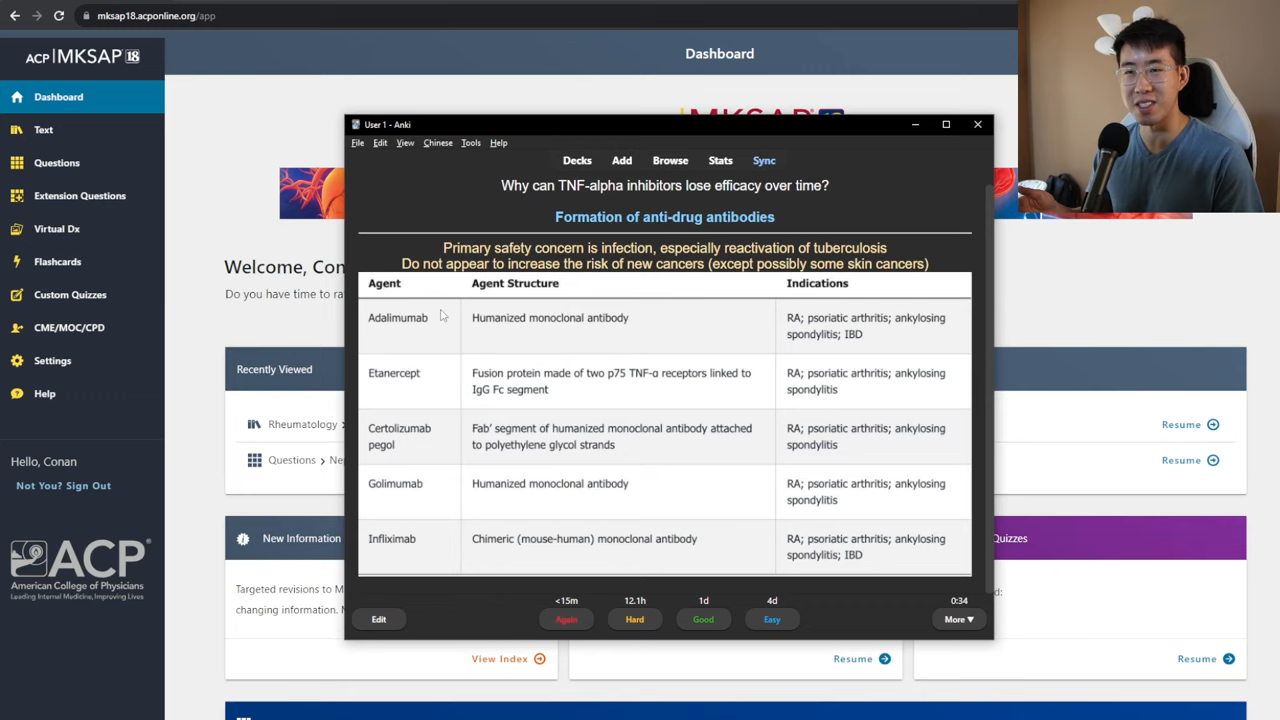 mksap18.acponline.org/app
ACP MKSAP 18
Dashboard
Text
Questions
Extension Questions
Virtual Dx
Flashcards
Custom Quizzes
CME/MOC/CPD
Settings
Help
Hello, Conan
Not You? Sign Out
ACP
American College of Physicians
Leading Internal Medicine, Improving Lives
Dashboard
Welcome, Con
Do you have time to ra
Recently Viewed
Rheumatology
Questions > Ne
Resume
Resume
New Information
Targeted revisions to M
changing information. M
View Index
Resume
Quizzes
Resume
User 1 - Anki
File Edit View Chinese Tools Help
Decks Add Browse Stats Sync
Why can TNF-alpha inhibitors lose efficacy over time?
Formation of anti-drug antibodies
Primary safety concern is infection, especially reactivation of tuberculosis
Do not appear to increase the risk of new cancers (except possibly some skin cancers)
Agent Agent Structure Indications
Adalimumab Humanized monoclonal antibody RA; psoriatic arthritis; ankylosing
spondylitis; IBD
Etanercept Fusion protein made of two p75 TNF-α receptors linked to RA; psoriatic arthritis; ankylosing
IgG Fc segment spondylitis
Certolizumab Fab' segment of humanized monoclonal antibody attached RA; psoriatic arthritis; ankylosing
pegol to polyethylene glycol strands spondylitis
Golimumab Humanized monoclonal antibody RA; psoriatic arthritis; ankylosing
spondylitis
Infliximab Chimeric (mouse-human) monoclonal antibody RA; psoriatic arthritis; ankylosing
spondylitis; IBD
<15m 12.1h 1d 4d 0:34
Edit Again Hard Good Easy More ▼